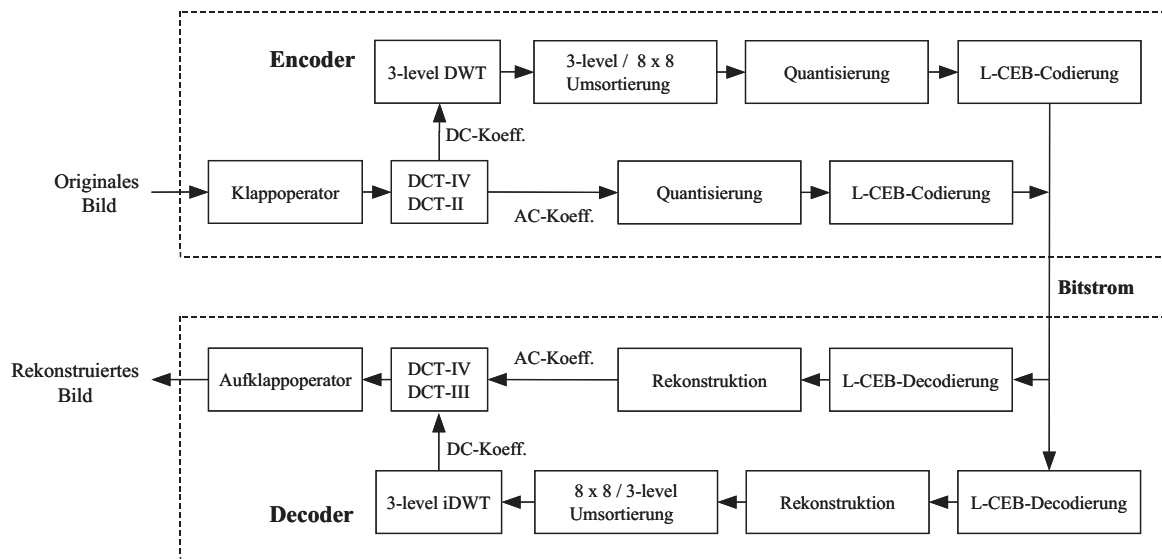 Encoder
3-level DWT
3-level / 8 x 8
Umsortierung
Quantisierung
L-CEB-Codierung
DC-Koeff.
Originales
Bild
Klappoperator
DCT-IV
DCT-II
AC-Koeff.
Quantisierung
L-CEB-Codierung
Bitstrom
Rekonstruiertes
Bild
Aufklappoperator
DCT-IV
DCT-III
AC-Koeff.
Rekonstruktion
L-CEB-Decodierung
DC-Koeff.
Decoder
3-level iDWT
8 x 8 / 3-level
Umsortierung
Rekonstruktion
L-CEB-Decodierung